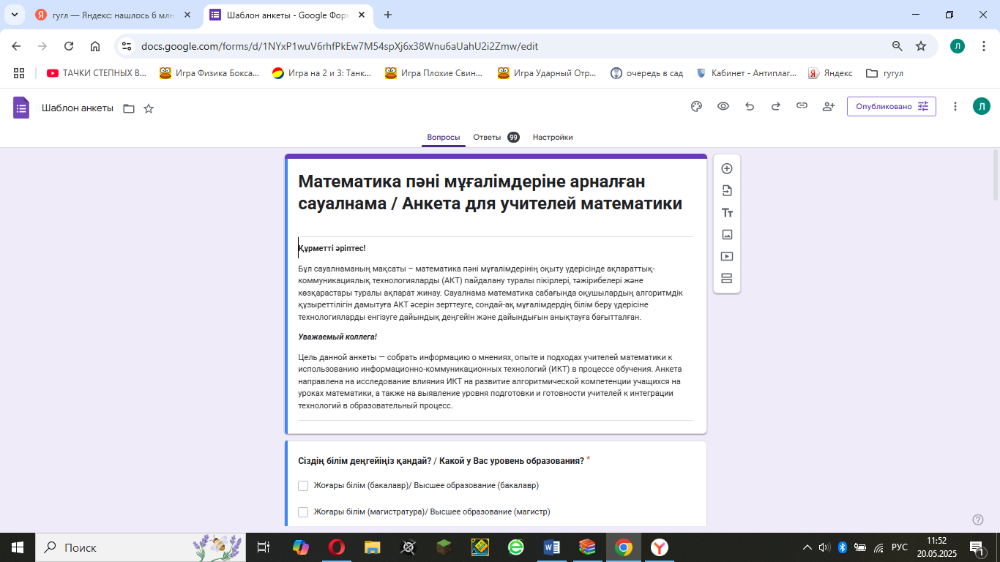 гугл — Яндекс: нашлось 6 млн
Шаблон анкеты - Google Фор
docs.google.com/forms/d/1NYxP1wuV6rhfPkEw7M54spXj6x38Wnu6aUahU2i2Zmw/edit
Л
ТАЧКИ СТЕПНЫХ В...
Игра Физика Бокса...
Игра на 2 и 3: Танк...
Игра Плохие Свин...
Игра Ударный Отр...
очередь в сад
Кабинет - Антиплаг...
Яндекс
гугул
Шаблон анкеты
Опубликовано
Л
Вопросы
Ответы 99
Настройки
Математика пәні мұғалімдеріне арналған
сауалнама / Анкета для учителей математики
Құрметті әріптес!
Бұл сауалнаманың мақсаты – математика пәні мұғалімдерінің оқыту үдерісінде ақпараттық-
коммуникациялық технологияларды (АКТ) пайдалану туралы пікірлері, тәжірибелері және
көзқарастары туралы ақпарат жинау. Сауалнама математика сабағында оқушылардың алгоритмдік
құзыреттілігін дамытуға АКТ әсерін зерттеуге, сондай-ақ мұғалімдердің білім беру үдерісіне
технологияларды енгізуге дайындық деңгейін және дайындығын анықтауға бағытталған.
Уважаемый коллега!
Цель данной анкеты — собрать информацию о мнениях, опыте и подходах учителей математики к
использованию информационно-коммуникационных технологий (ИКТ) в процессе обучения. Анкета
направлена на исследование влияния ИКТ на развитие алгоритмической компетенции учащихся на
уроках математики, а также на выявление уровня подготовки и готовности учителей к интеграции
технологий в образовательный процесс.
Сіздің білім деңгейіңіз қандай? / Какой у Вас уровень образования? *
Жоғары білім (бакалавр)/ Высшее образование (бакалавр)
Жоғары білім (магистратура)/ Высшее образование (магистр)
Поиск
РУС
11:52
20.05.2025
1